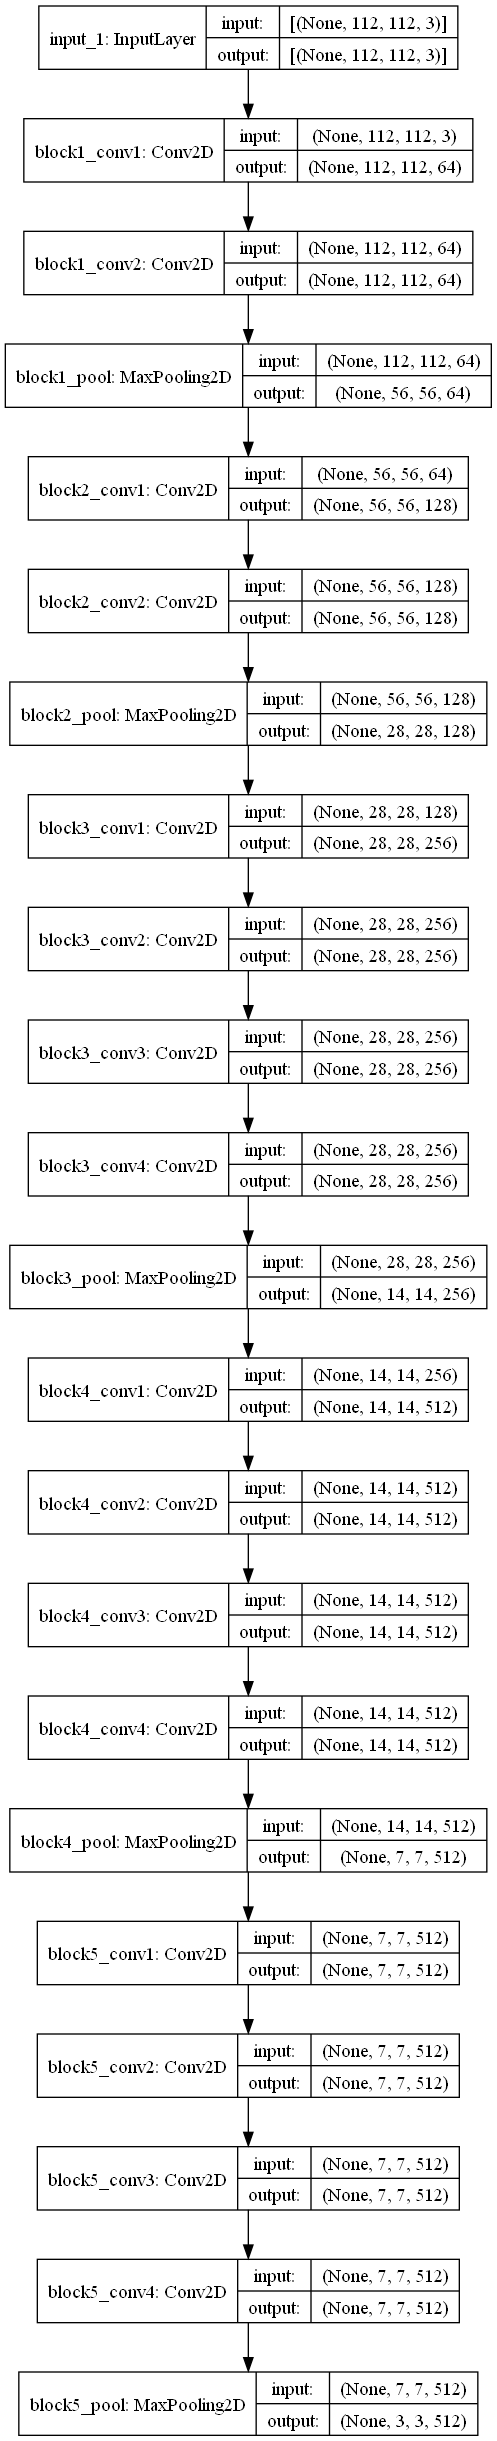 input_1: InputLayer
input: [(None, 112, 112, 3)]
output: [(None, 112, 112, 3)]
block1_conv1: Conv2D
input: (None, 112, 112, 3)
output: (None, 112, 112, 64)
block1_conv2: Conv2D
input: (None, 112, 112, 64)
output: (None, 112, 112, 64)
block1_pool: MaxPooling2D
input: (None, 112, 112, 64)
output: (None, 56, 56, 64)
block2_conv1: Conv2D
input: (None, 56, 56, 64)
output: (None, 56, 56, 128)
block2_conv2: Conv2D
input: (None, 56, 56, 128)
output: (None, 56, 56, 128)
block2_pool: MaxPooling2D
input: (None, 56, 56, 128)
output: (None, 28, 28, 128)
block3_conv1: Conv2D
input: (None, 28, 28, 128)
output: (None, 28, 28, 256)
block3_conv2: Conv2D
input: (None, 28, 28, 256)
output: (None, 28, 28, 256)
block3_conv3: Conv2D
input: (None, 28, 28, 256)
output: (None, 28, 28, 256)
block3_conv4: Conv2D
input: (None, 28, 28, 256)
output: (None, 28, 28, 256)
block3_pool: MaxPooling2D
input: (None, 28, 28, 256)
output: (None, 14, 14, 256)
block4_conv1: Conv2D
input: (None, 14, 14, 256)
output: (None, 14, 14, 512)
block4_conv2: Conv2D
input: (None, 14, 14, 512)
output: (None, 14, 14, 512)
block4_conv3: Conv2D
input: (None, 14, 14, 512)
output: (None, 14, 14, 512)
block4_conv4: Conv2D
input: (None, 14, 14, 512)
output: (None, 14, 14, 512)
block4_pool: MaxPooling2D
input: (None, 14, 14, 512)
output: (None, 7, 7, 512)
block5_conv1: Conv2D
input: (None, 7, 7, 512)
output: (None, 7, 7, 512)
block5_conv2: Conv2D
input: (None, 7, 7, 512)
output: (None, 7, 7, 512)
block5_conv3: Conv2D
input: (None, 7, 7, 512)
output: (None, 7, 7, 512)
block5_conv4: Conv2D
input: (None, 7, 7, 512)
output: (None, 7, 7, 512)
block5_pool: MaxPooling2D
input: (None, 7, 7, 512)
output: (None, 3, 3, 512)